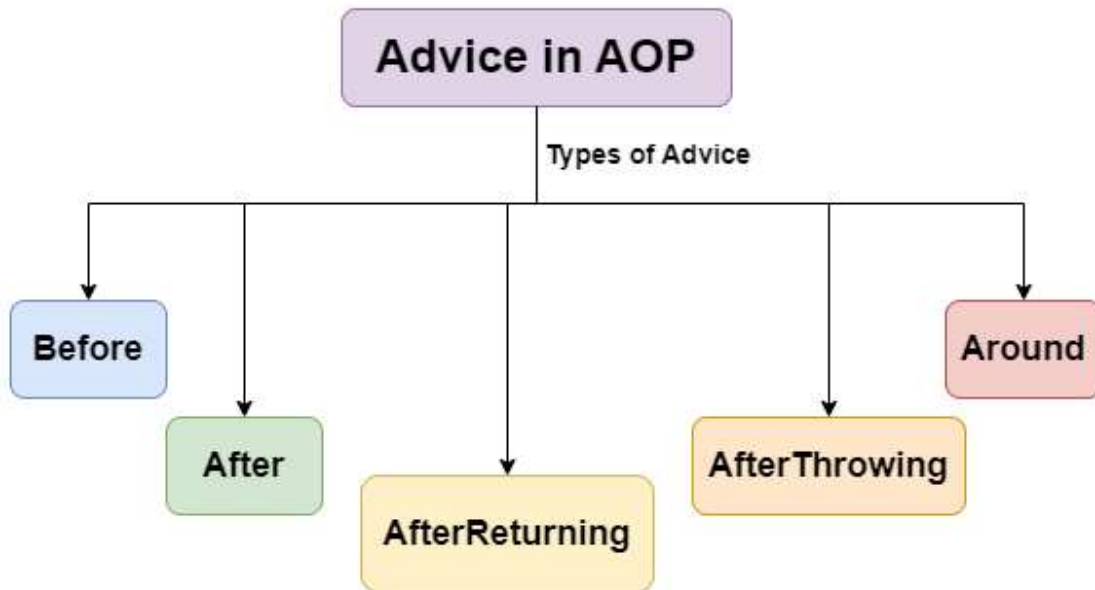 Advice in AOP
Types of Advice
Before
Around
After
AfterThrowing
AfterReturning